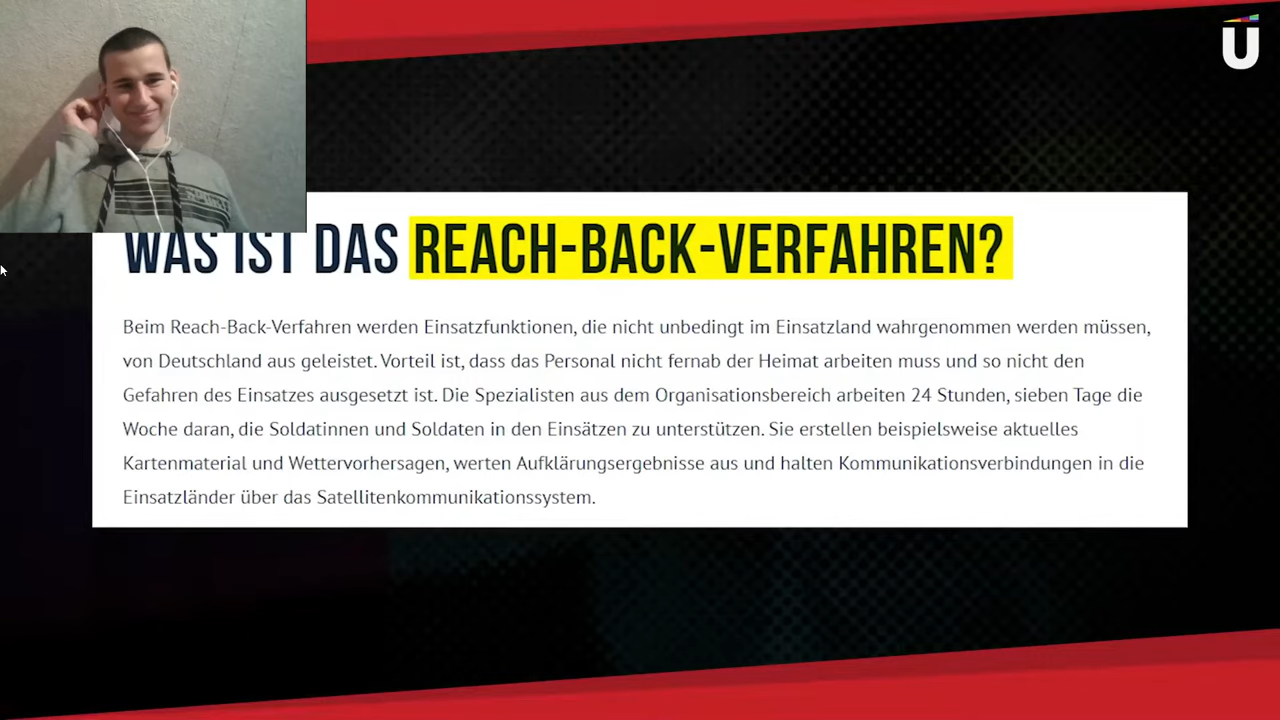 Ü
WAS IST DAS REACH-BACK-VERFAHREN?
Beim Reach-Back-Verfahren werden Einsatzfunktionen, die nicht unbedingt im Einsatzland wahrgenommen werden müssen,
von Deutschland aus geleistet. Vorteil ist, dass das Personal nicht fernab der Heimat arbeiten muss und so nicht den
Gefahren des Einsatzes ausgesetzt ist. Die Spezialisten aus dem Organisationsbereich arbeiten 24 Stunden, sieben Tage die
Woche daran, die Soldatinnen und Soldaten in den Einsätzen zu unterstützen. Sie erstellen beispielsweise aktuelles
Kartenmaterial und Wettervorhersagen, werten Aufklärungsergebnisse aus und halten Kommunikationsverbindungen in die
Einsatzländer über das Satellitenkommunikationssystem.